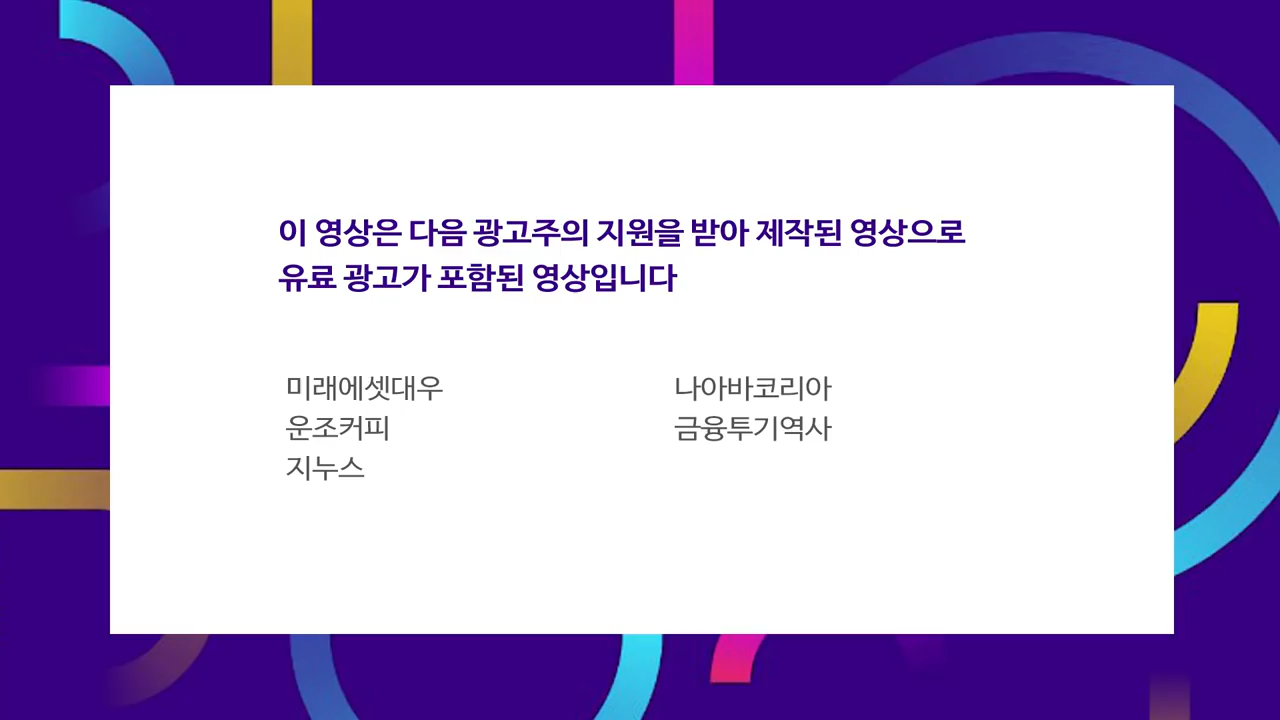 이 영상은 다음 광고주의 지원을 받아 제작된 영상으로
유료 광고가 포함된 영상입니다
미래에셋대우
운조커피
지누스
나아바코리아
금융투기역사